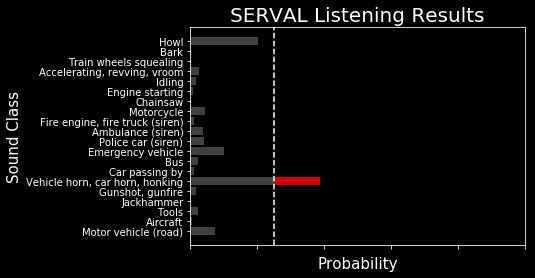 SERVAL Listening Results
Howl
Bark
Train wheels squealing
Accelerating, revving, vroom
Idling
Engine starting
Chainsaw
Motorcycle
Fire engine, fire truck (siren)
Ambulance (siren)
Police car (siren)
Emergency vehicle
Bus
Car passing by
Vehicle horn, car horn, honking
Gunshot, gunfire
Jackhammer
Tools
Aircraft
Motor vehicle (road)
Sound Class
Probability